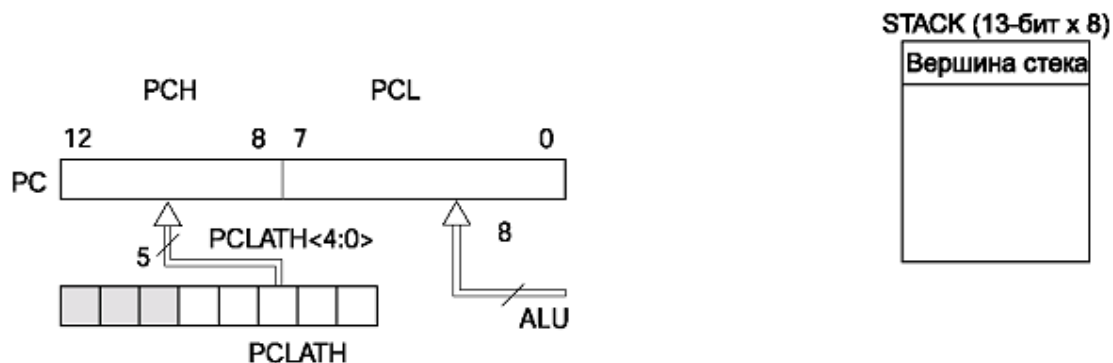 STACK (13-бит x 8)
Вершина стека
PCH PCL
12 8 7 0
PC
PCLATH<4:0>
5
8
ALU
PCLATH